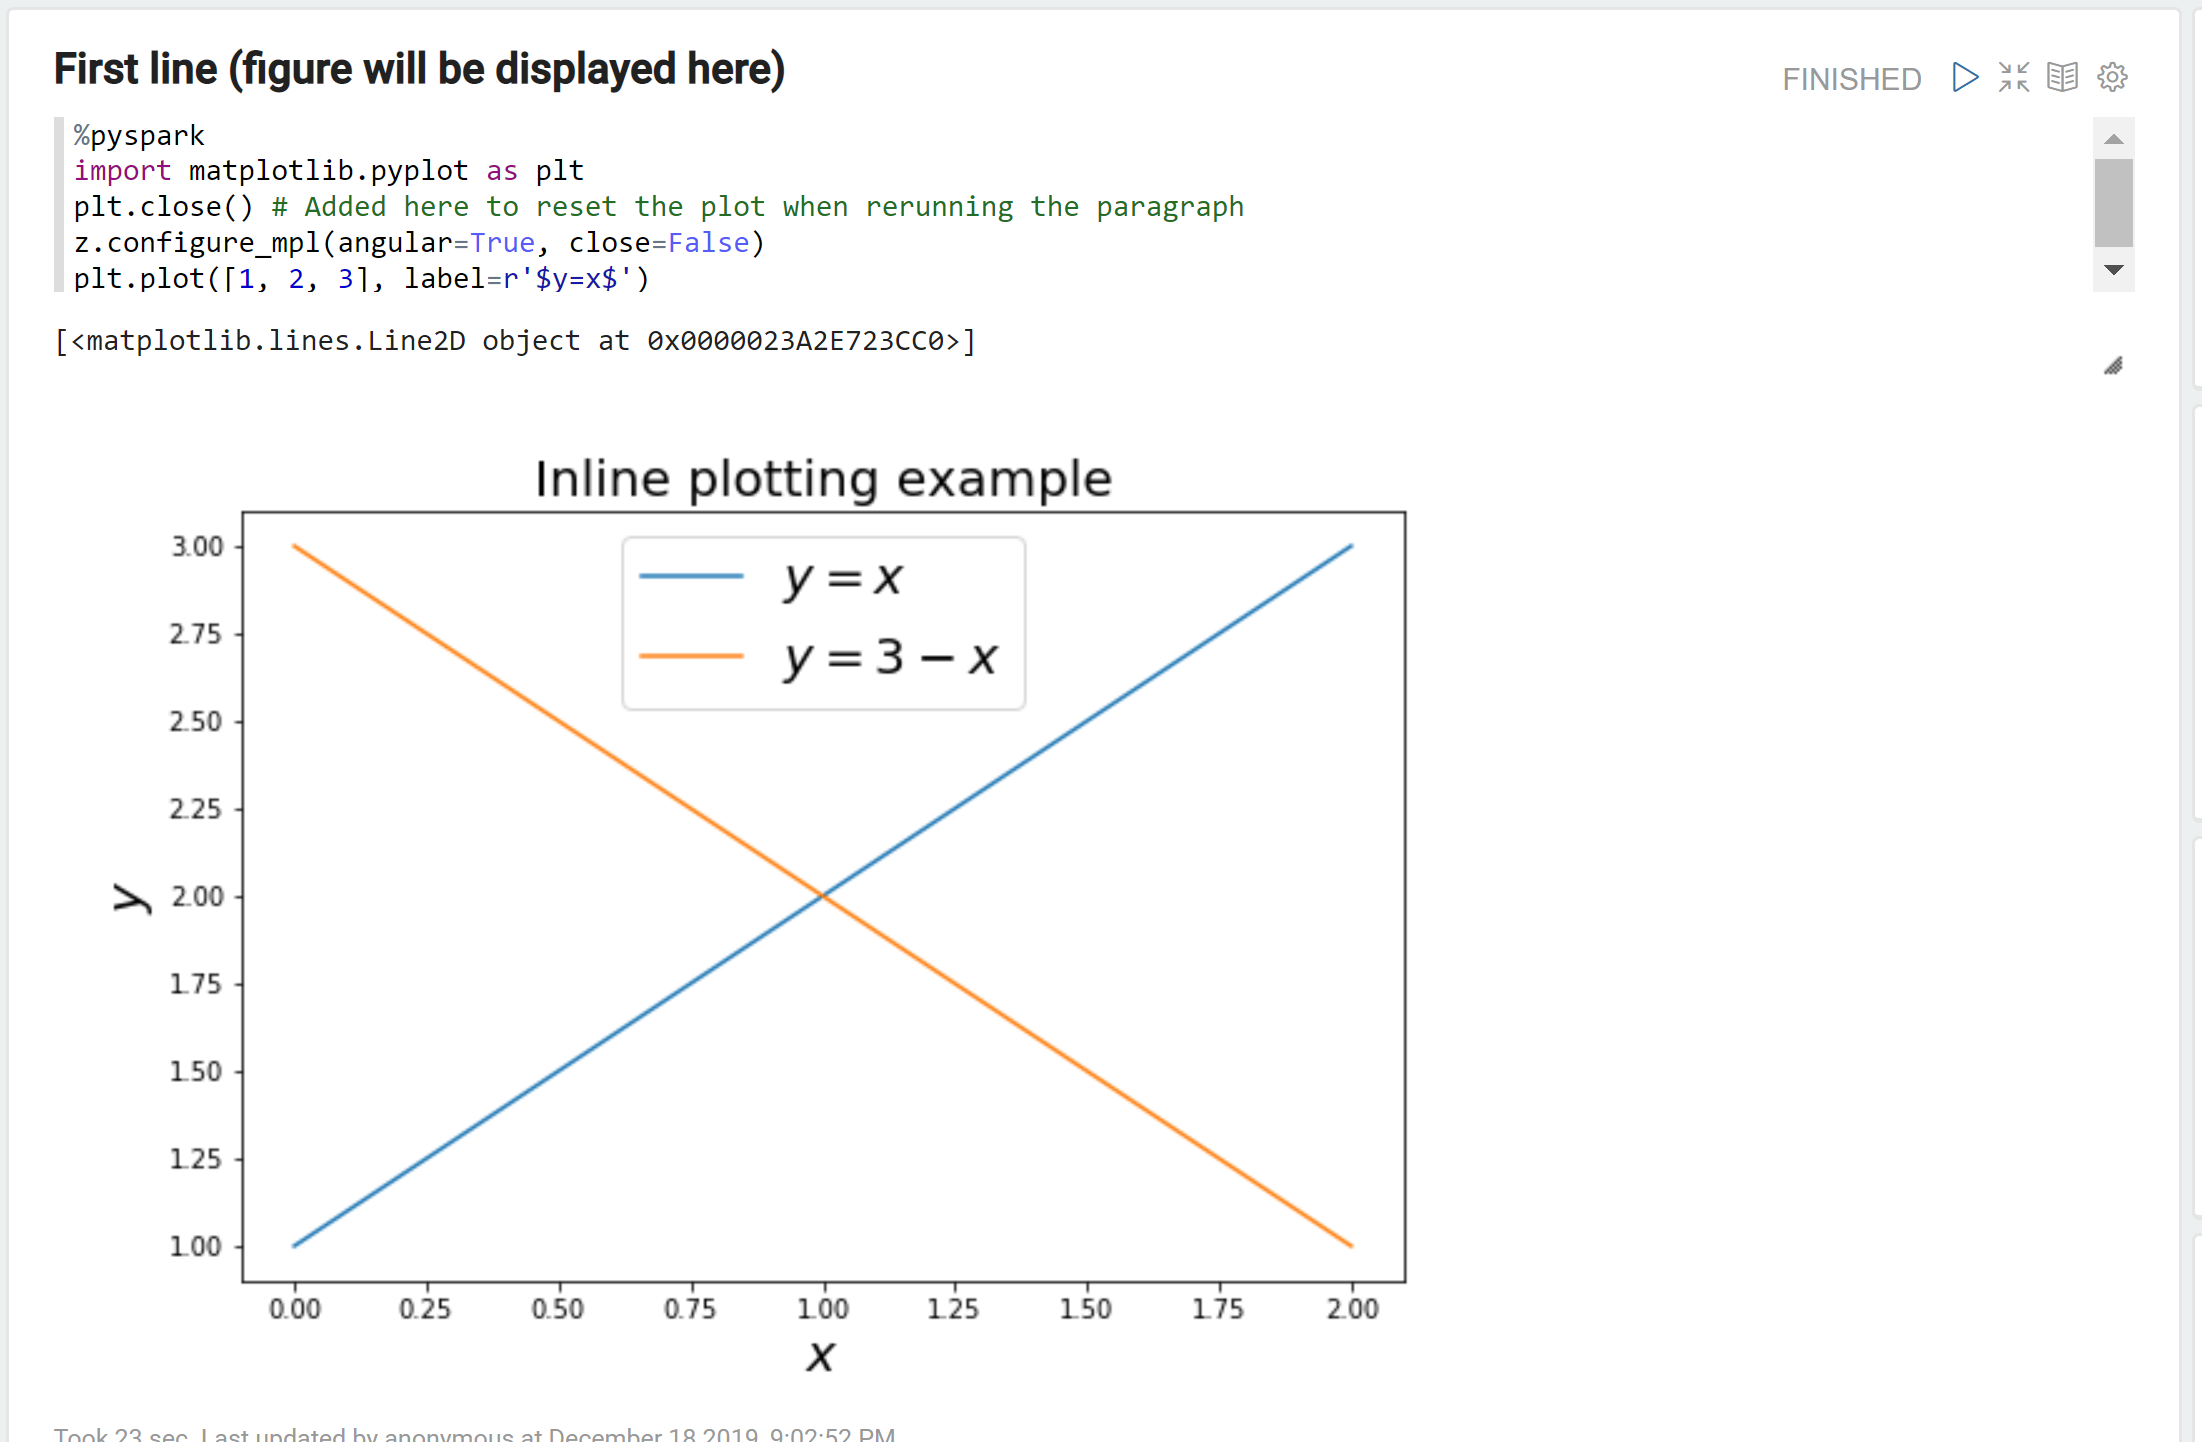 First line (figure will be displayed here)
FINISHED
%pyspark
import matplotlib.pyplot as plt
plt.close() # Added here to reset the plot when rerunning the paragraph
z.configure_mpl(angular=True, close=False)
plt.plot([1, 2, 3], label=r'$y=x$')
[<matplotlib.lines.Line2D object at 0x0000023A2E723CC0>]
Inline plotting example
y = x
y = 3 − x
3.00
2.75
2.50
2.25
2.00
1.75
1.50
1.25
1.00
y
0.00 0.25 0.50 0.75 1.00 1.25 1.50 1.75 2.00
x
Took 23 sec. Last updated by anonymous at December 18 2019, 9:02:52 PM.